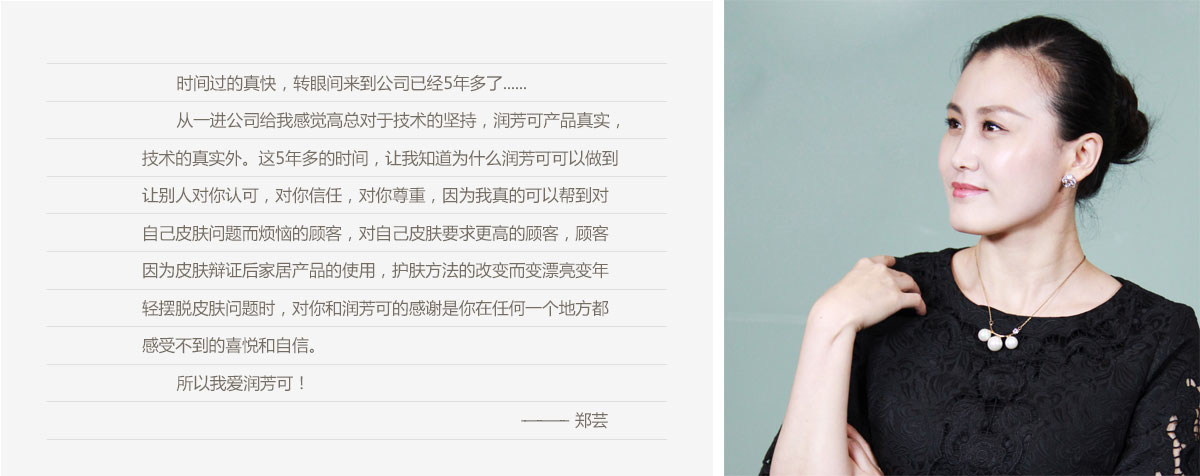 时间过的真快，转眼间来到公司已经5年多了......
从一进公司给我感觉高总对于技术的坚持，润芳可产品真实，
技术的真实外。这5年多的时间，让我知道为什么润芳可可以做到
让别人对你认可，对你信任，对你尊重，因为我真的可以帮到对
自己皮肤问题而烦恼的顾客，对自己皮肤要求更高的顾客，顾客
因为皮肤辩证后家居产品的使用，护肤方法的改变而变漂亮变年
轻摆脱皮肤问题时，对你和润芳可的感谢是你在任何一个地方都
感受不到的喜悦和自信。
所以我爱润芳可！
——— 郑芸